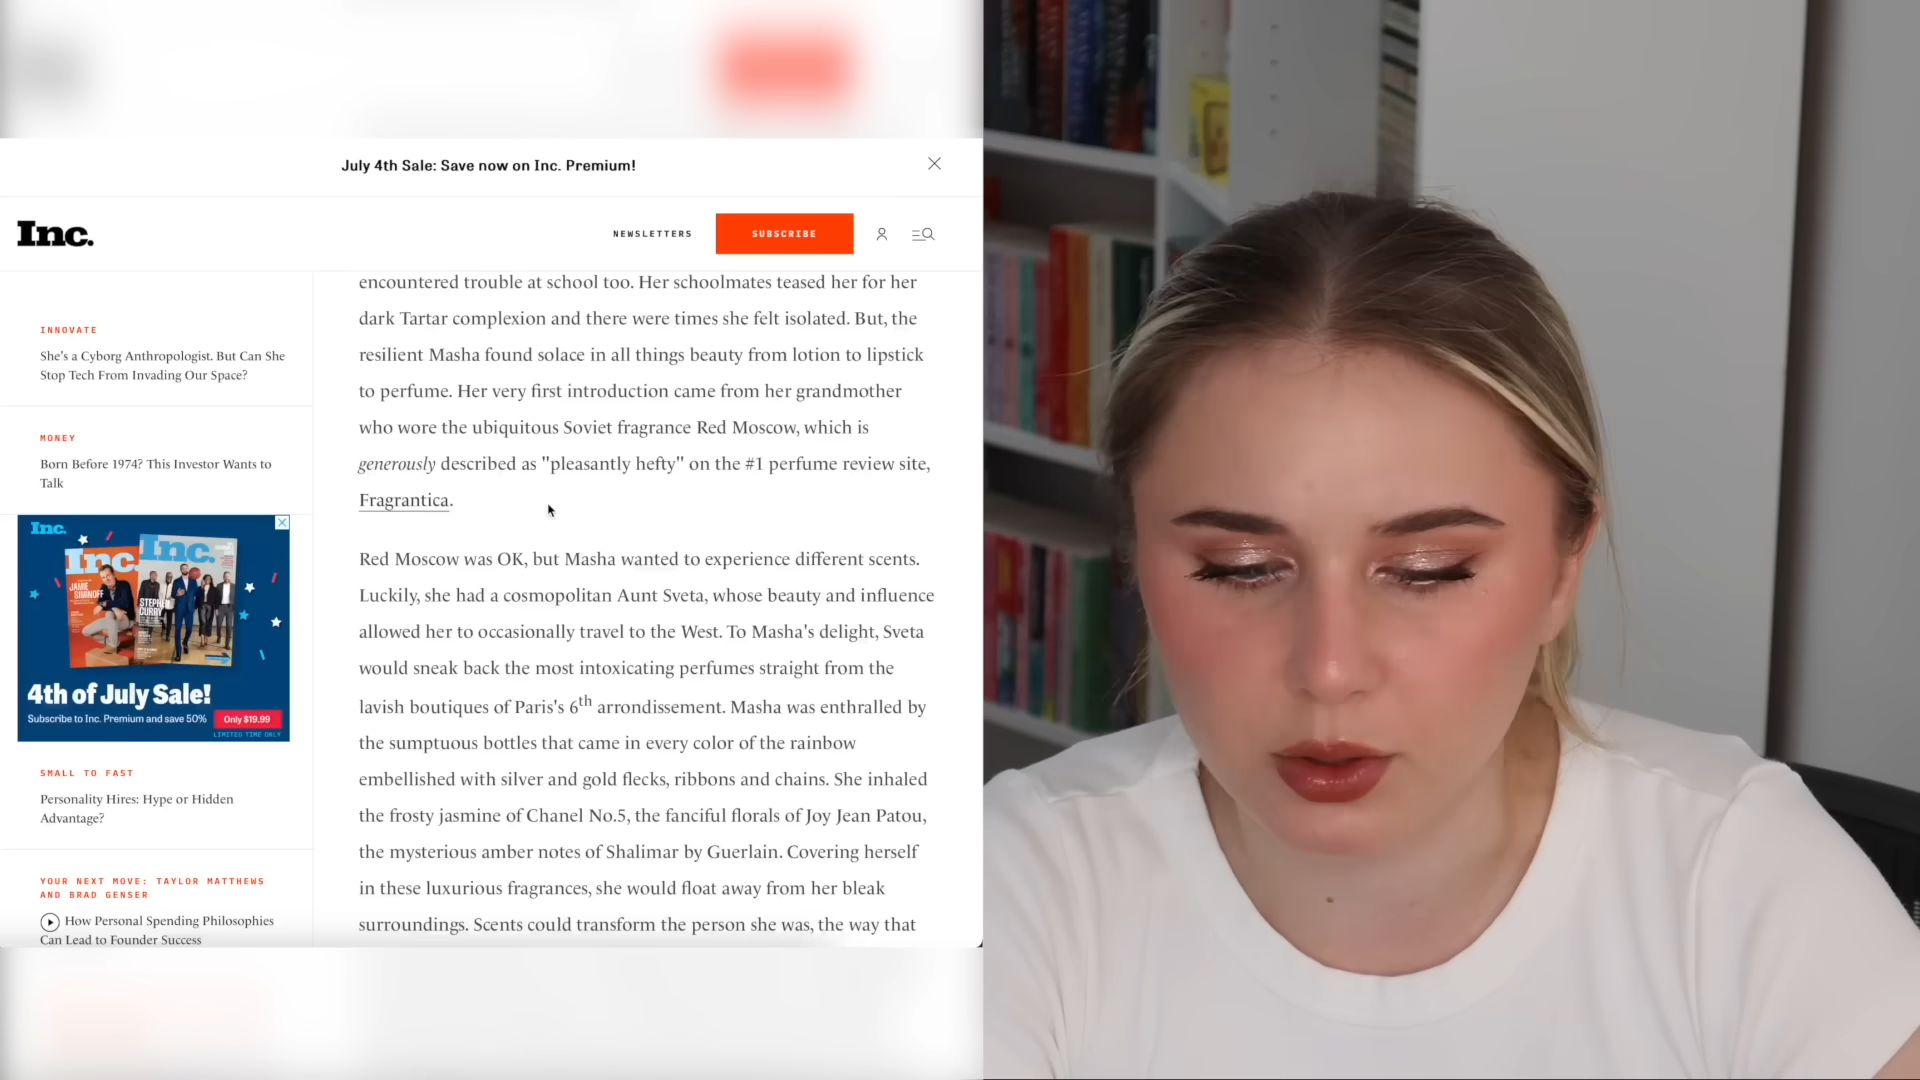 July 4th Sale: Save now on Inc. Premium!
Inc.
NEWSLETTERS
SUBSCRIBE
INNOVATE
She's a Cyborg Anthropologist. But Can She
Stop Tech From Invading Our Space?
MONEY
Born Before 1974? This Investor Wants to
Talk
Inc.
Inc.
Inc.
JAMIE
SIMINOFF
STEPHEN
CURRY
4th of July Sale!
Subscribe to Inc. Premium and save 50%
Only $19.99
LIMITED TIME ONLY
SMALL TO FAST
Personality Hires: Hype or Hidden
Advantage?
YOUR NEXT MOVE: TAYLOR MATTHEWS
AND BRAD GENSER
How Personal Spending Philosophies
Can Lead to Founder Success
encountered trouble at school too. Her schoolmates teased her for her
dark Tartar complexion and there were times she felt isolated. But, the
resilient Masha found solace in all things beauty from lotion to lipstick
to perfume. Her very first introduction came from her grandmother
who wore the ubiquitous Soviet fragrance Red Moscow, which is
generously described as "pleasantly hefty" on the #1 perfume review site,
Fragrantica.
Red Moscow was OK, but Masha wanted to experience different scents.
Luckily, she had a cosmopolitan Aunt Sveta, whose beauty and influence
allowed her to occasionally travel to the West. To Masha's delight, Sveta
would sneak back the most intoxicating perfumes straight from the
lavish boutiques of Paris's 6th arrondissement. Masha was enthralled by
the sumptuous bottles that came in every color of the rainbow
embellished with silver and gold flecks, ribbons and chains. She inhaled
the frosty jasmine of Chanel No.5, the fanciful florals of Joy Jean Patou,
the mysterious amber notes of Shalimar by Guerlain. Covering herself
in these luxurious fragrances, she would float away from her bleak
surroundings. Scents could transform the person she was, the way that